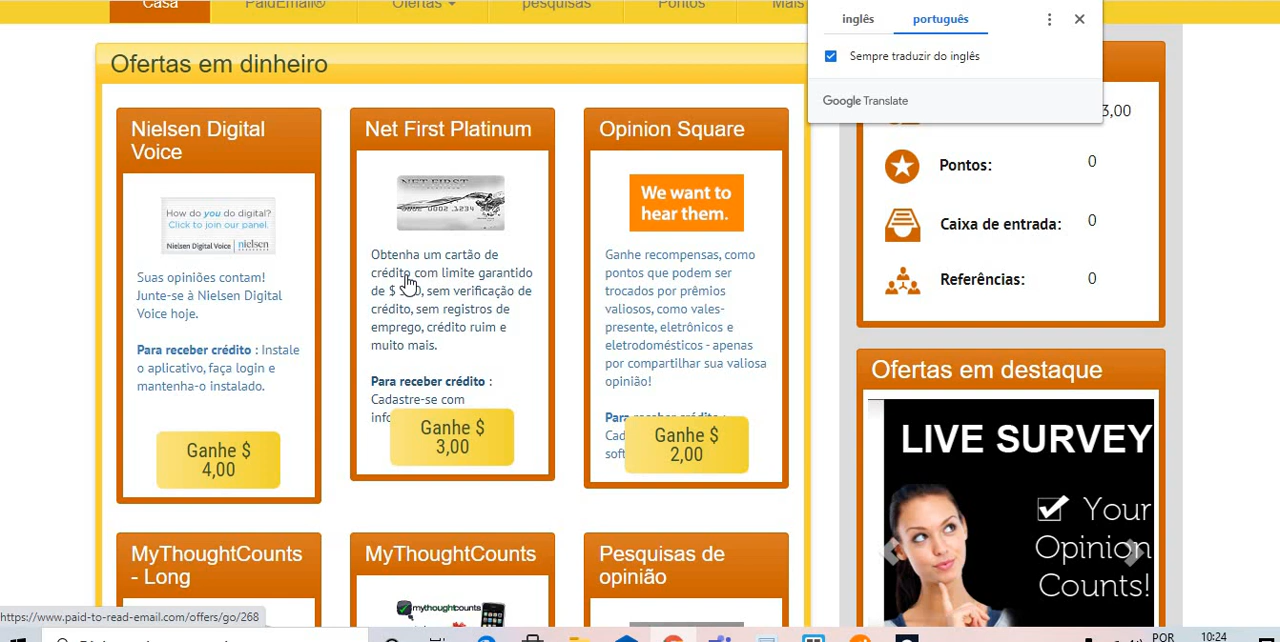 Casa
PaidEmail®
Ofertas
pesquisas
Pontos
Mais
inglês
português
Sempre traduzir do inglês
Google Translate
Ofertas em dinheiro
Nielsen Digital
Voice
How do you do digital?
Click to join our panel.
Nielsen Digital Voice
nielsen
Suas opiniões contam!
Junte-se à Nielsen Digital
Voice hoje.
Para receber crédito : Instale
o aplicativo, faça login e
mantenha-o instalado.
Ganhe $
4,00
Net First Platinum
NET FIRST
Obtenha um cartão de
crédito com limite garantido
de $ sem verificação de
crédito, sem registros de
emprego, crédito ruim e
muito mais.
Para receber crédito :
Cadastre-se com
Ganhe $
3,00
Opinion Square
We want to
hear them.
Ganhe recompensas, como
pontos que podem ser
trocados por prêmios
valiosos, como vales-
presente, eletrônicos e
eletrodomésticos - apenas
por compartilhar sua valiosa
opinião!
Ganhe $
2,00
3,00
Pontos:
0
Caixa de entrada:
0
Referências:
0
Ofertas em destaque
LIVE SURVEY
Your
Opinion
Counts!
MyThoughtCounts
- Long
MyThoughtCounts
mythoughtcounts
Pesquisas de
opinião
https://www.paid-to-read-email.com/offers/go/268
POR
10:24